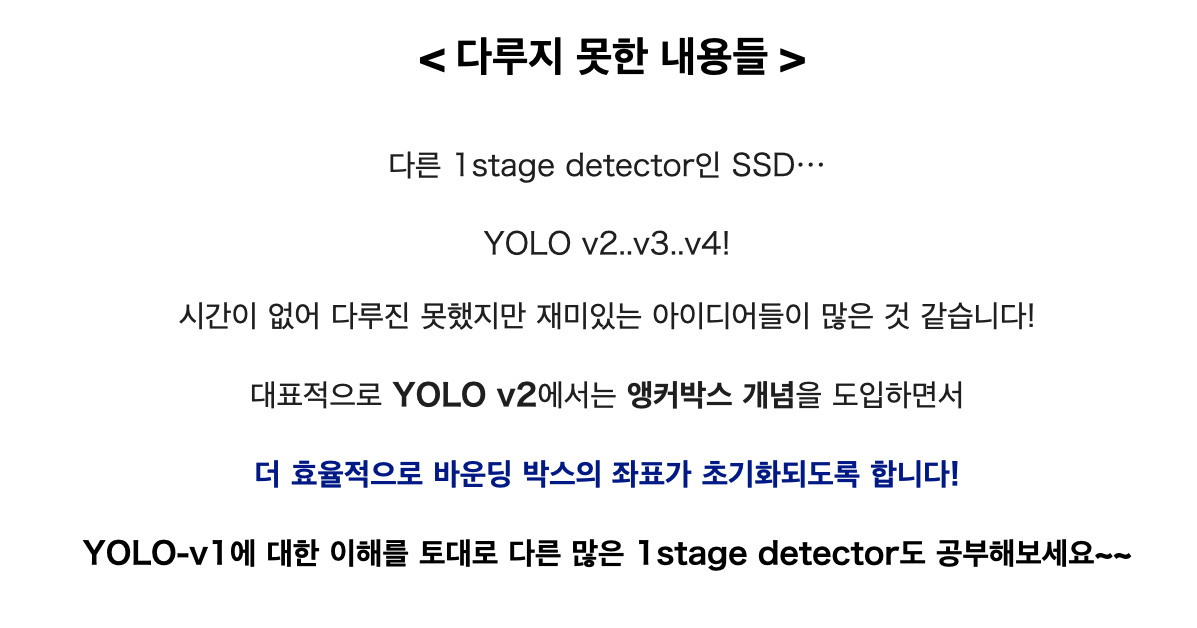 < 다루지 못한 내용들 >
다른 1stage detector인 SSD…
YOLO v2..v3..v4!
시간이 없어 다루진 못했지만 재미있는 아이디어들이 많은 것 같습니다!
대표적으로 YOLO v2에서는 앵커박스 개념을 도입하면서
더 효율적으로 바운딩 박스의 좌표가 초기화되도록 합니다!
YOLO-v1에 대한 이해를 토대로 다른 많은 1stage detector도 공부해보세요~~